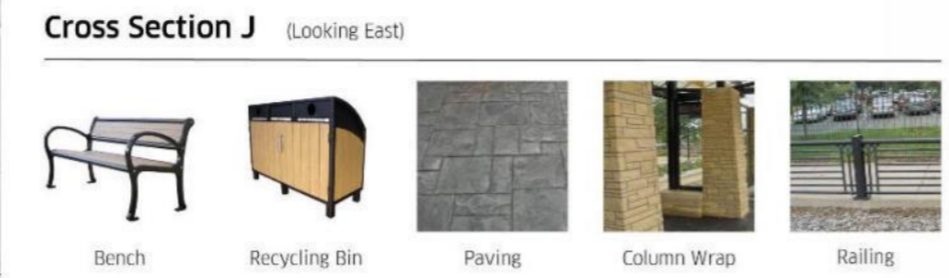 Cross Section J (Looking East)
Bench Recycling Bin Paving Column Wrap Railing